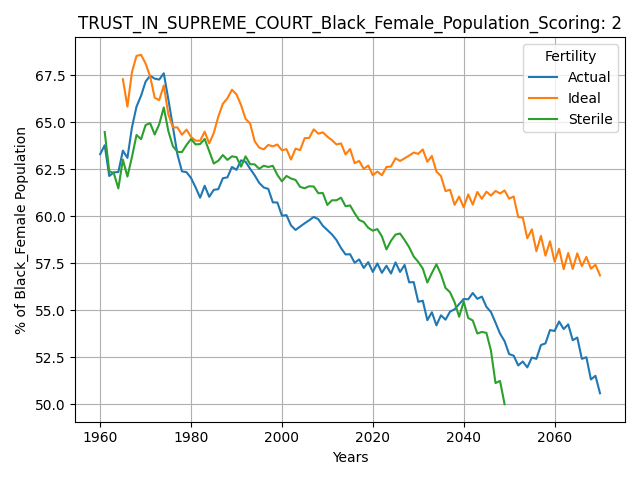 TRUST_IN_SUPREME_COURT_Black_Female_Population_Scoring: 2
Fertility
Actual
Ideal
Sterile
% of Black_Female Population
67.5
65.0
62.5
60.0
57.5
55.0
52.5
50.0
1960 1980 2000 2020 2040 2060
Years